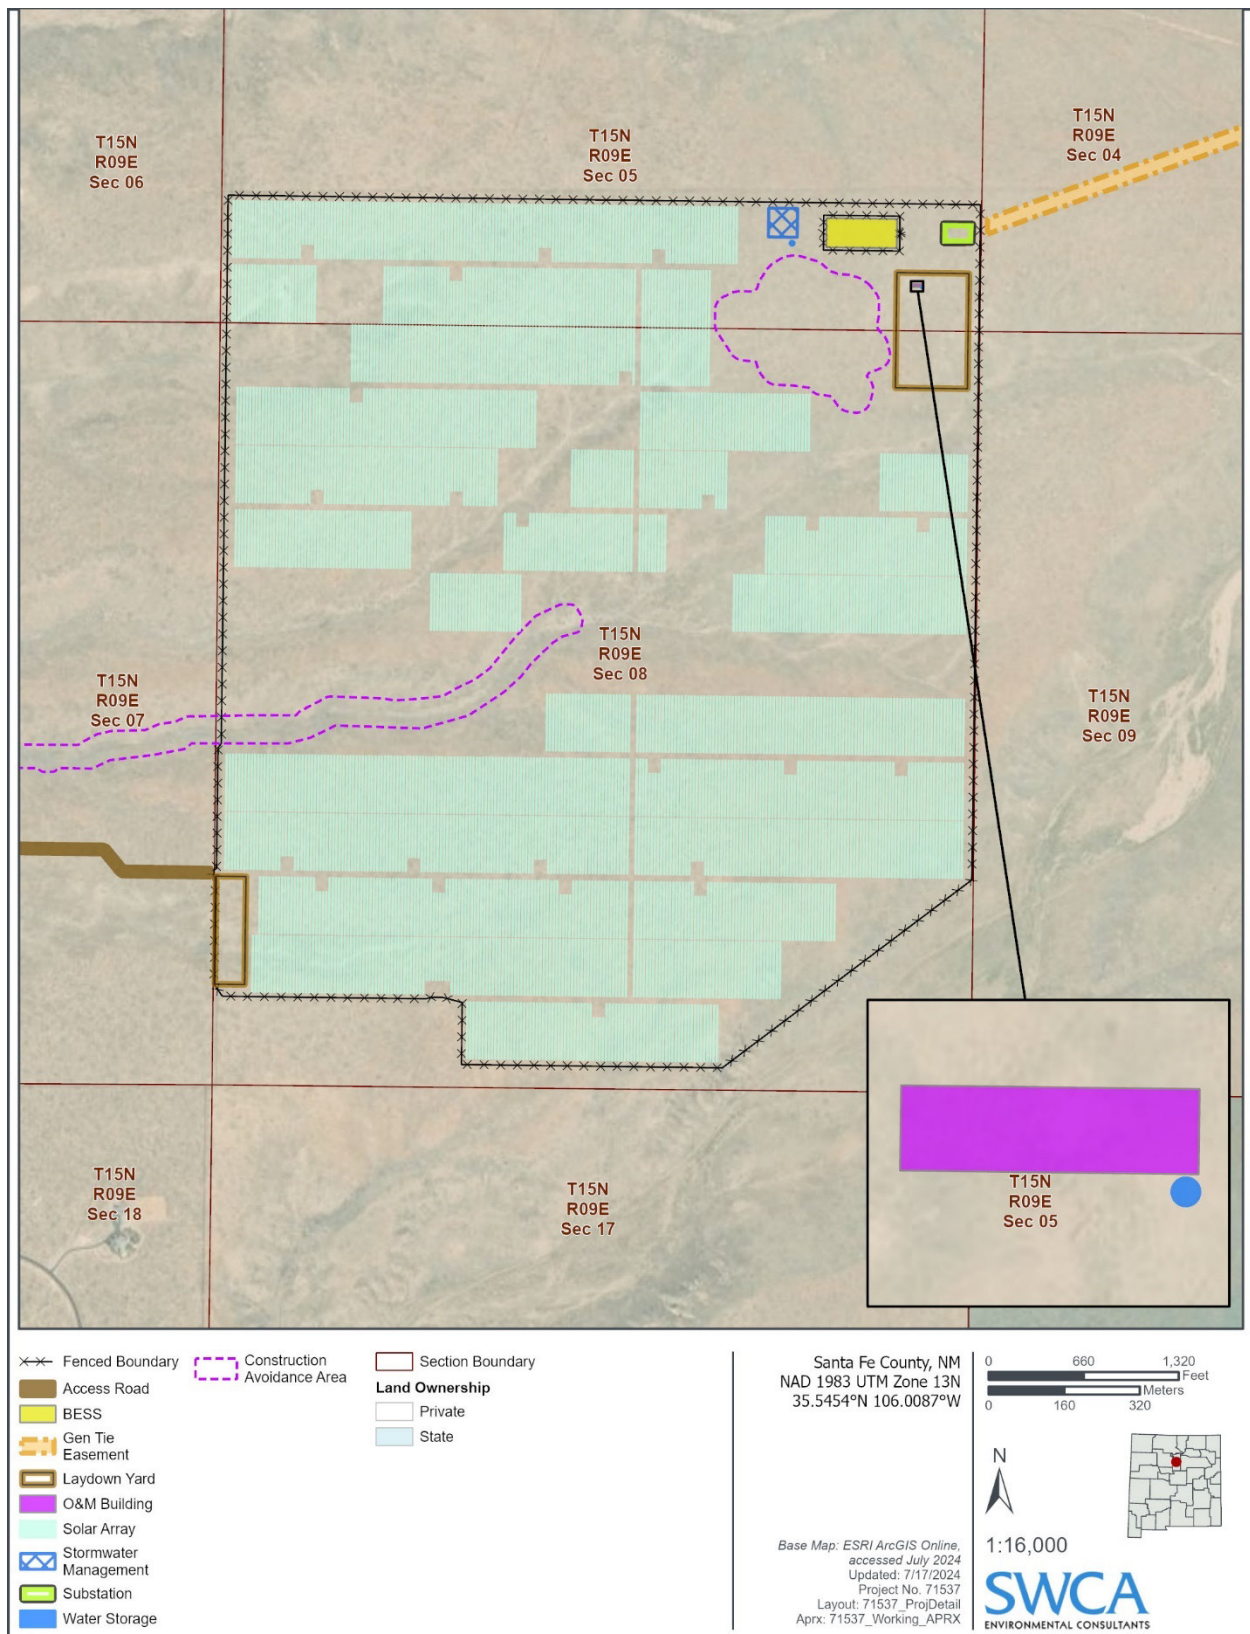 T15N
R09E
Sec 06
T15N
R09E
Sec 05
T15N
R09E
Sec 04
T15N
R09E
Sec 07
T15N
R09E
Sec 08
T15N
R09E
Sec 09
T15N
R09E
Sec 18
T15N
R09E
Sec 17
T15N
R09E
Sec 05
Fenced Boundary
Access Road
BESS
Gen Tie
Easement
Laydown Yard
O&M Building
Solar Array
Stormwater
Management
Substation
Water Storage
Construction
Avoidance Area
Section Boundary
Land Ownership
Private
State
Santa Fe County, NM
NAD 1983 UTM Zone 13N
35.5454°N 106.0087°W
Base Map: ESRI ArcGIS Online,
accessed July 2024
Updated: 7/17/2024
Project No. 71537
Layout: 71537_ProjDetail
Aprx: 71537_Working_APRX
0 660 1,320
Feet
Meters
0 160 320
N
1:16,000
SWCA
ENVIRONMENTAL CONSULTANTS